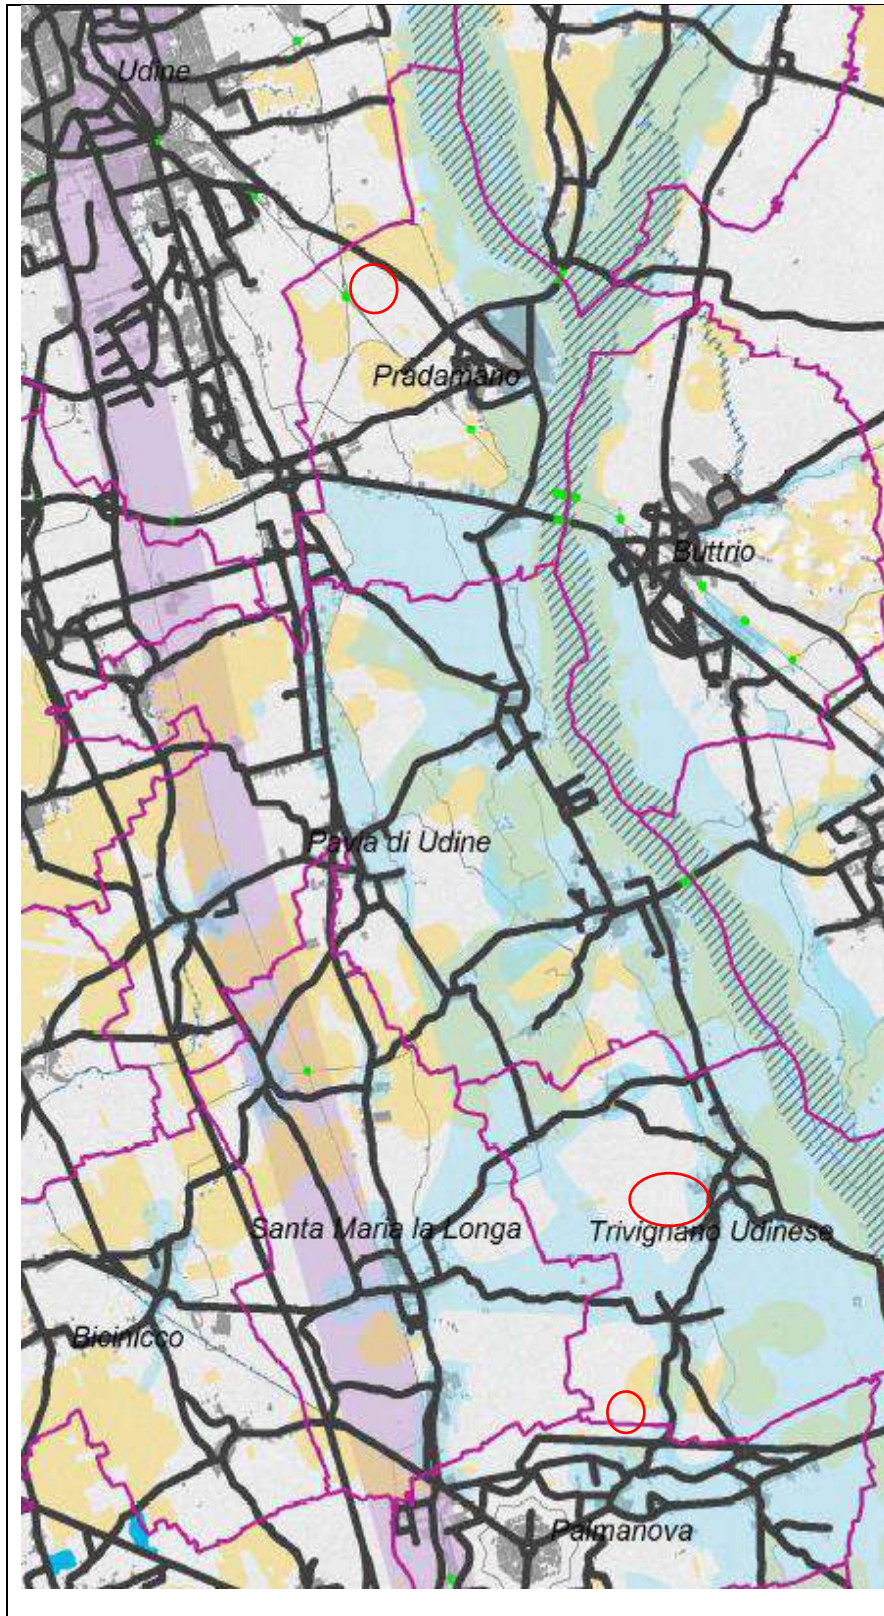 Udine
Pradamano
Buttrio
Pavia di Udine
Santa Maria la Longa
Trivignano Udinese
Bicinicco
Palmanova